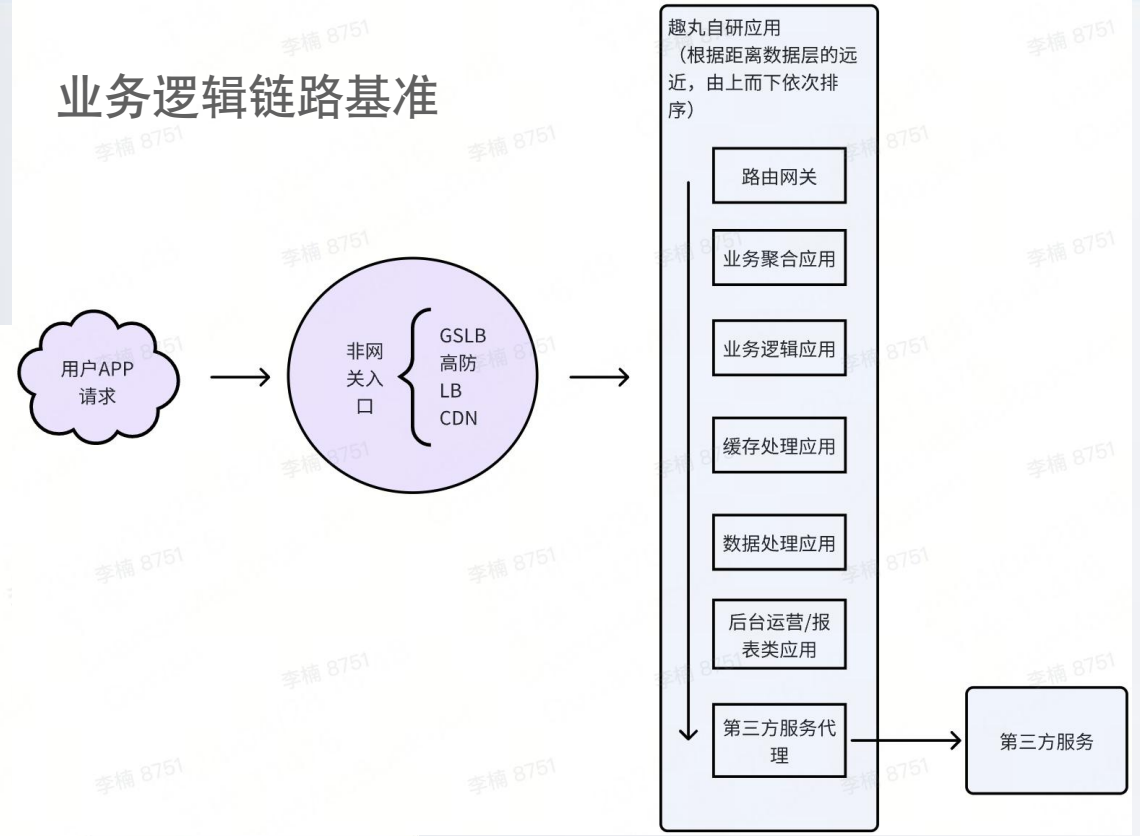 业务逻辑链路基准
用户APP
请求
非网
关入
口
GSLB
高防
LB
CDN
趣丸自研应用
（根据距离数据层的远
近，由上而下依次排
序）
路由网关
业务聚合应用
业务逻辑应用
缓存处理应用
数据处理应用
后台运营/报
表类应用
第三方服务代
理
第三方服务
李楠 8751